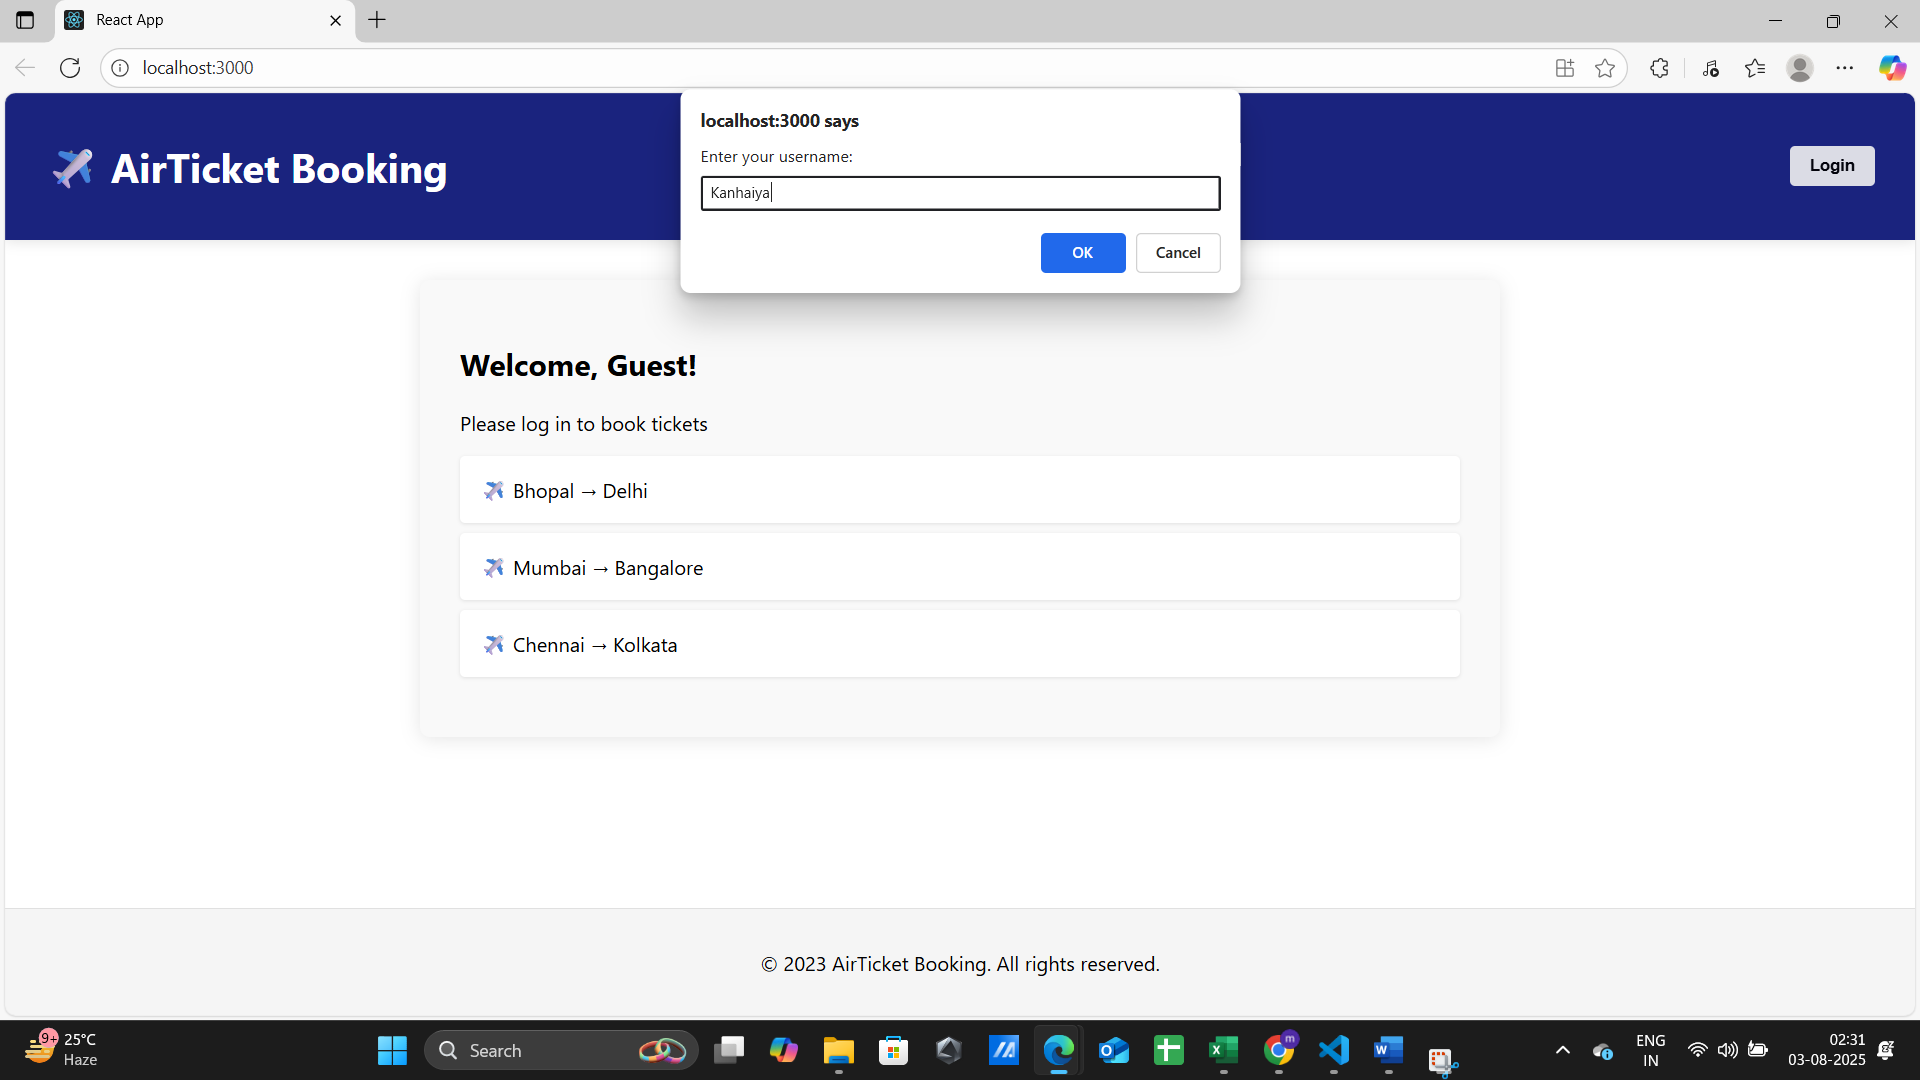 React App
localhost:3000
localhost:3000 says
Enter your username:
Kanhaiya
OK
Cancel
AirTicket Booking
Login
Welcome, Guest!
Please log in to book tickets
Bhopal → Delhi
Mumbai → Bangalore
Chennai → Kolkata
© 2023 AirTicket Booking. All rights reserved.
9+
25°C
Haze
Search
m
ENG
IN
02:31
03-08-2025